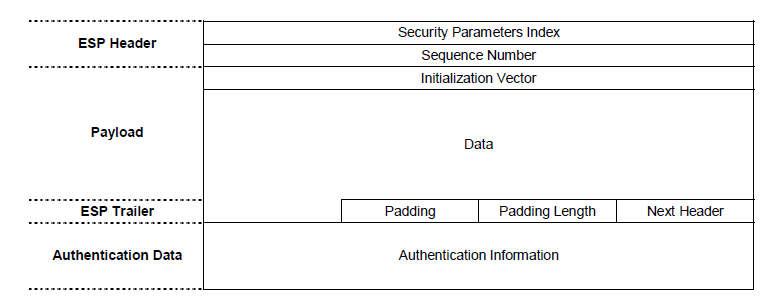 ESP Header
Security Parameters Index
Sequence Number
Initialization Vector
Payload
Data
ESP Trailer
Padding
Padding Length
Next Header
Authentication Data
Authentication Information